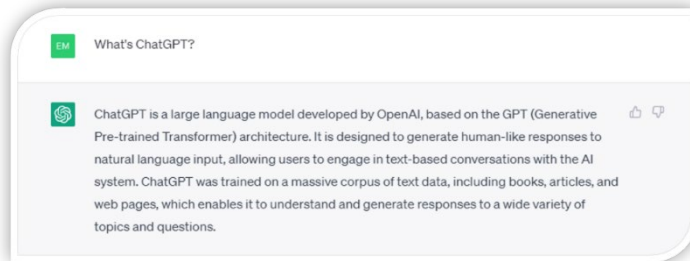 EM
What's ChatGPT?
ChatGPT is a large language model developed by OpenAI, based on the GPT (Generative
Pre-trained Transformer) architecture. It is designed to generate human-like responses to
natural language input, allowing users to engage in text-based conversations with the AI
system. ChatGPT was trained on a massive corpus of text data, including books, articles, and
web pages, which enables it to understand and generate responses to a wide variety of
topics and questions.